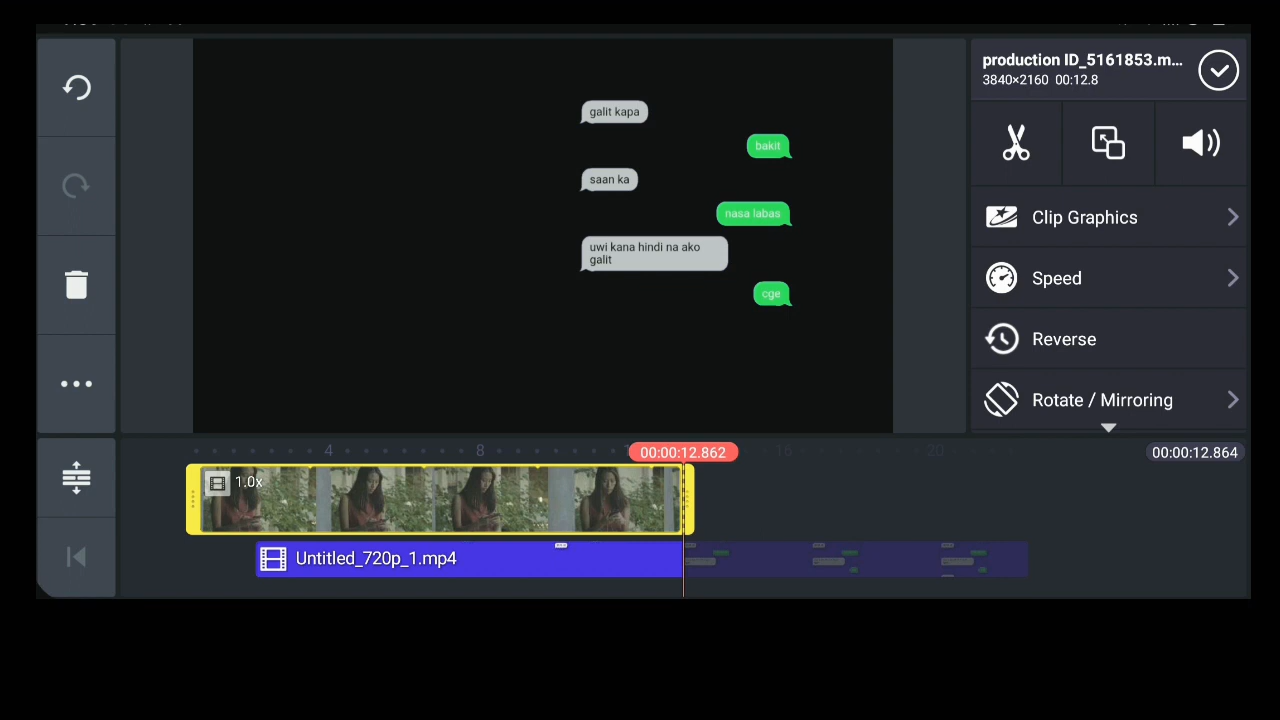 production ID_5161853.m...
3840×2160 00:12.8
galit kapa
bakit
saan ka
nasa labas
uwi kana hindi na ako
galit
cge
Clip Graphics
Speed
Reverse
Rotate / Mirroring
4
8
00:00:12.862
16
20
00:00:12.864
1.0x
Untitled_720p_1.mp4